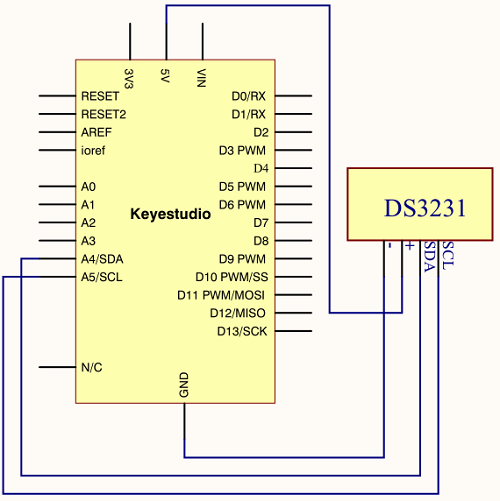 3V3
5V
VIN
RESET
RESET2
AREF
ioref
A0
A1
A2
A3
A4/SDA
A5/SCL
N/C
Keyestudio
D0/RX
D1/RX
D2
D3 PWM
D4
D5 PWM
D6 PWM
D7
D8
D9 PWM
D10 PWM/SS
D11 PWM/MOSI
D12/MISO
D13/SCK
GND
DS3231
-
+
SDA
SCL